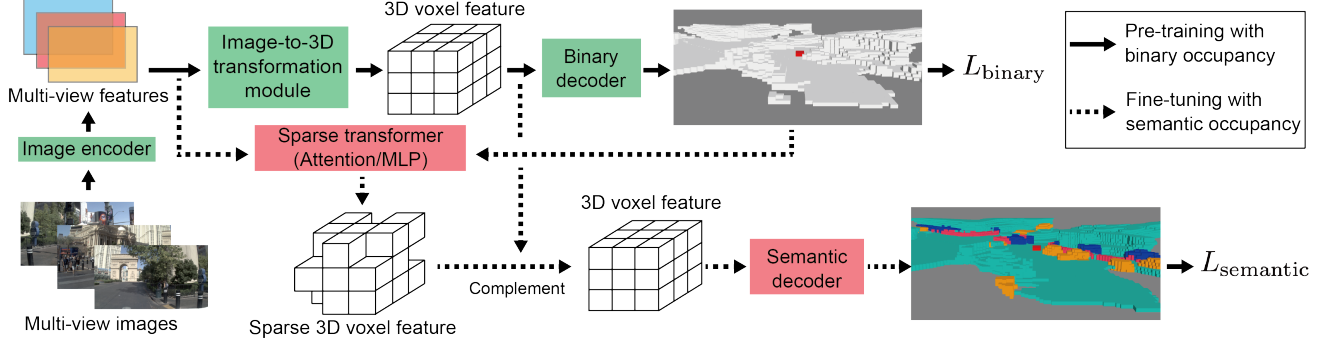 3D voxel feature
Image-to-3D
transformation
module
Binary
decoder
L_binary
Pre-training with
binary occupancy
Fine-tuning with
semantic occupancy
Multi-view features
Image encoder
Sparse transformer
(Attention/MLP)
3D voxel feature
Complement
Semantic
decoder
L_semantic
Multi-view images
Sparse 3D voxel feature